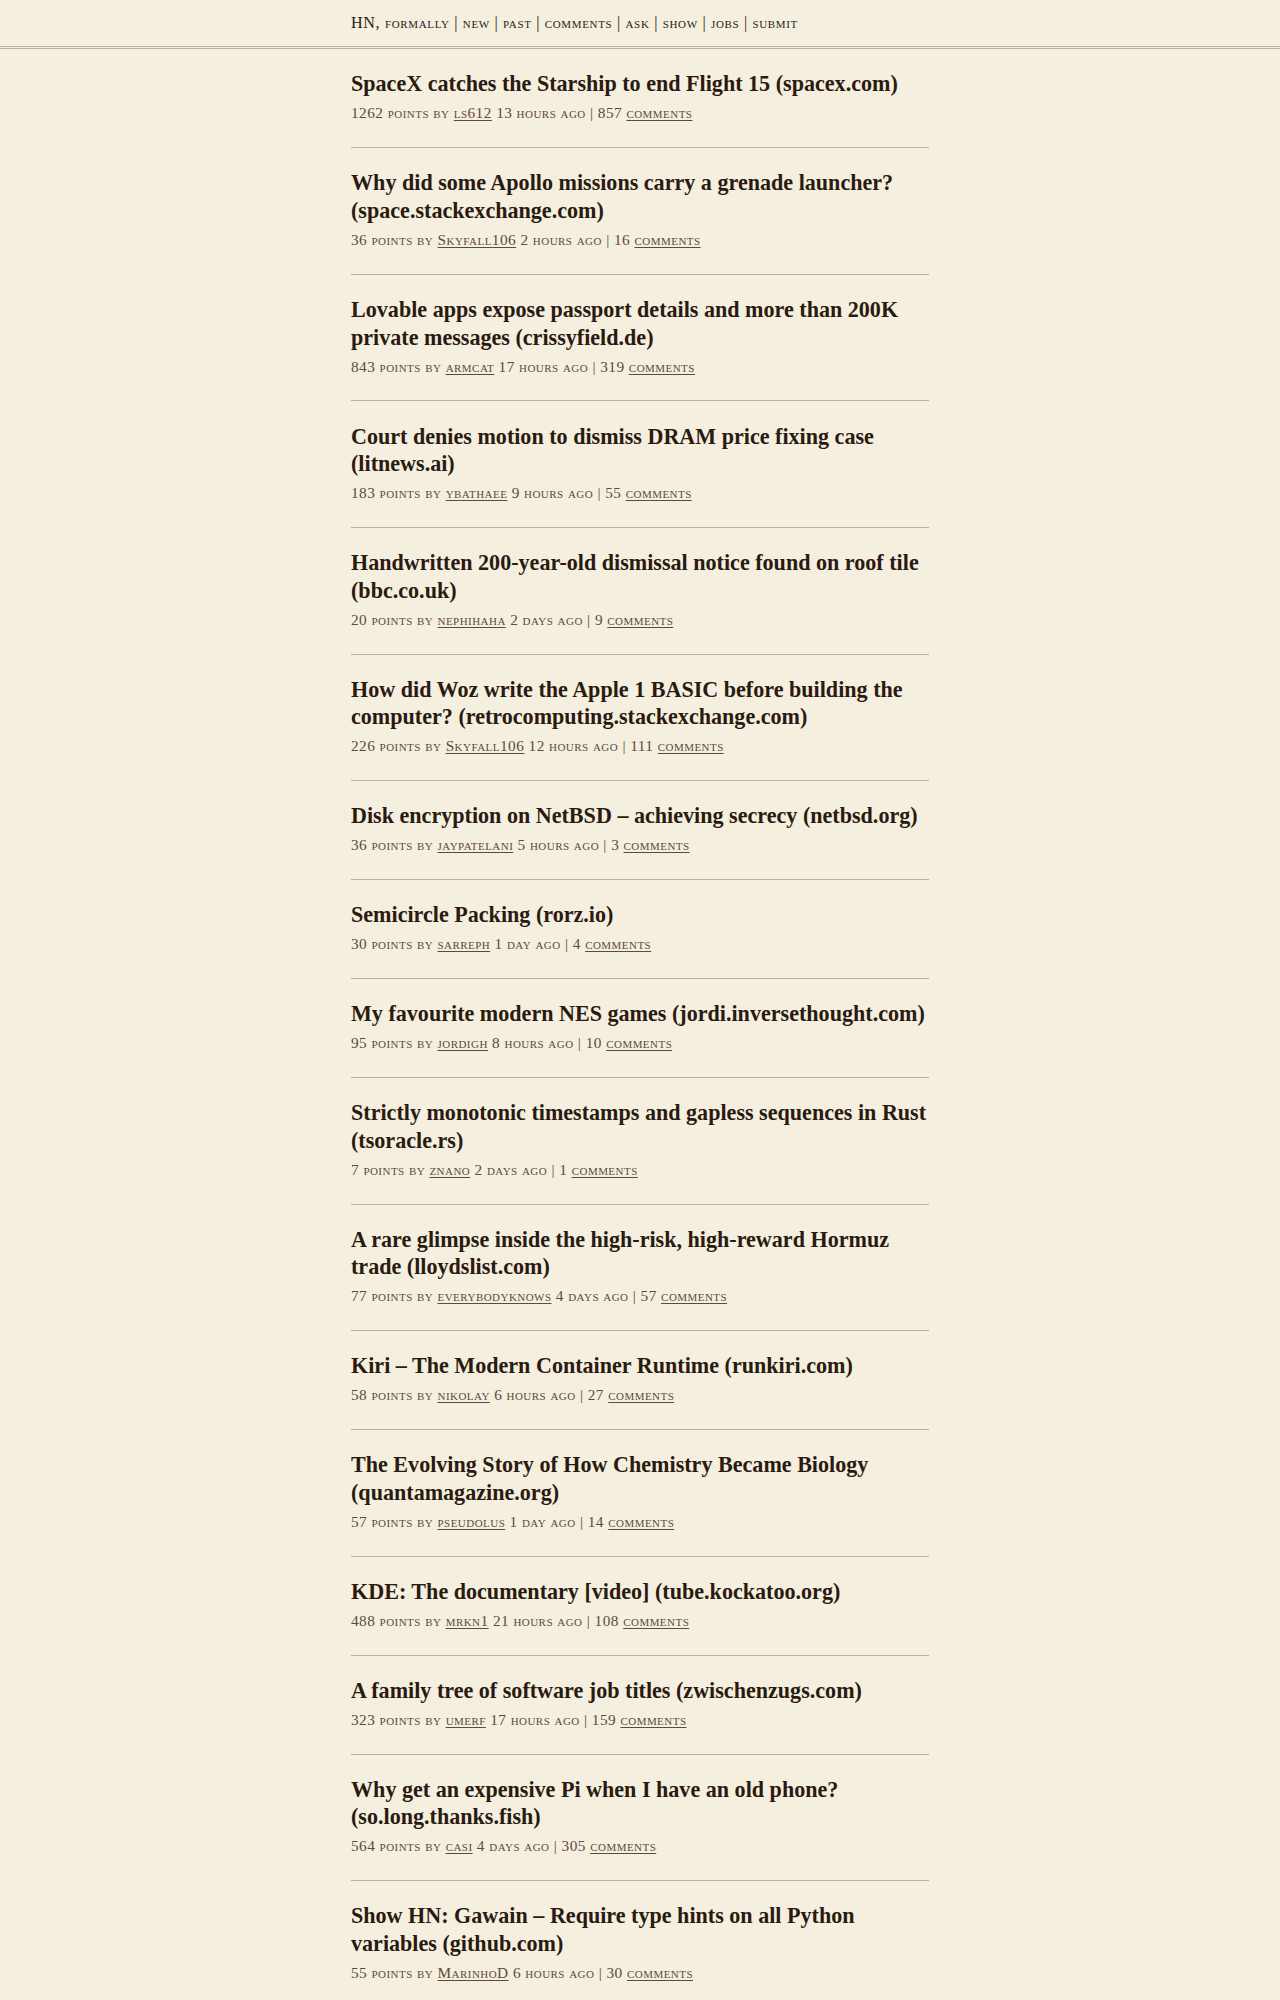 HN, formally | new | past | comments | ask | show | jobs | submit
SpaceX catches the Starship to end Flight 15 (spacex.com)
1262 points by ls612 13 hours ago | 857 comments
Why did some Apollo missions carry a grenade launcher?
(space.stackexchange.com)
36 points by Skyfall106 2 hours ago | 16 comments
Lovable apps expose passport details and more than 200K
private messages (crissyfield.de)
843 points by armcat 17 hours ago | 319 comments
Court denies motion to dismiss DRAM price fixing case
(litnews.ai)
183 points by ybathaee 9 hours ago | 55 comments
Handwritten 200-year-old dismissal notice found on roof tile
(bbc.co.uk)
20 points by nephihaha 2 days ago | 9 comments
How did Woz write the Apple 1 BASIC before building the
computer? (retrocomputing.stackexchange.com)
226 points by Skyfall106 12 hours ago | 111 comments
Disk encryption on NetBSD – achieving secrecy (netbsd.org)
36 points by jaypatelani 5 hours ago | 3 comments
Semicircle Packing (rorz.io)
30 points by sarreph 1 day ago | 4 comments
My favourite modern NES games (jordi.inversethought.com)
95 points by jordigh 8 hours ago | 10 comments
Strictly monotonic timestamps and gapless sequences in Rust
(tsoracle.rs)
7 points by znano 2 days ago | 1 comments
A rare glimpse inside the high-risk, high-reward Hormuz
trade (lloydslist.com)
77 points by everybodyknows 4 days ago | 57 comments
Kiri – The Modern Container Runtime (runkiri.com)
58 points by nikolay 6 hours ago | 27 comments
The Evolving Story of How Chemistry Became Biology
(quantamagazine.org)
57 points by pseudolus 1 day ago | 14 comments
KDE: The documentary [video] (tube.kockatoo.org)
488 points by mrkn1 21 hours ago | 108 comments
A family tree of software job titles (zwischenzugs.com)
323 points by umerf 17 hours ago | 159 comments
Why get an expensive Pi when I have an old phone?
(so.long.thanks.fish)
564 points by casi 4 days ago | 305 comments
Show HN: Gawain – Require type hints on all Python
variables (github.com)
55 points by MarinhoD 6 hours ago | 30 comments